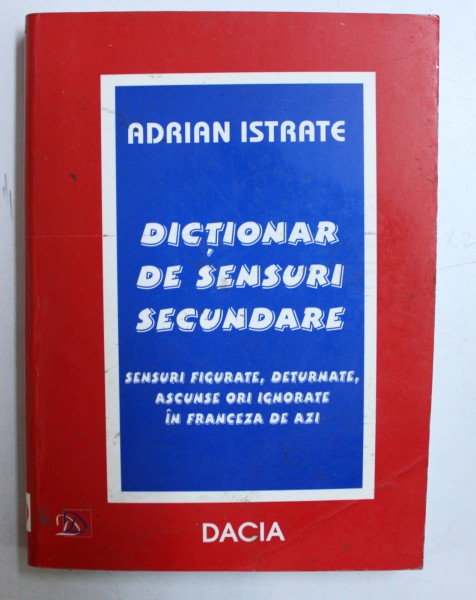 ADRIAN ISTRATE
DICȚIONAR
DE SENSURI
SECUNDARE
SENSURI FIGURATE, DETURNATE,
ASCUNSE ORI IGNORATE
ÎN FRANCEZA DE AZI
DACIA